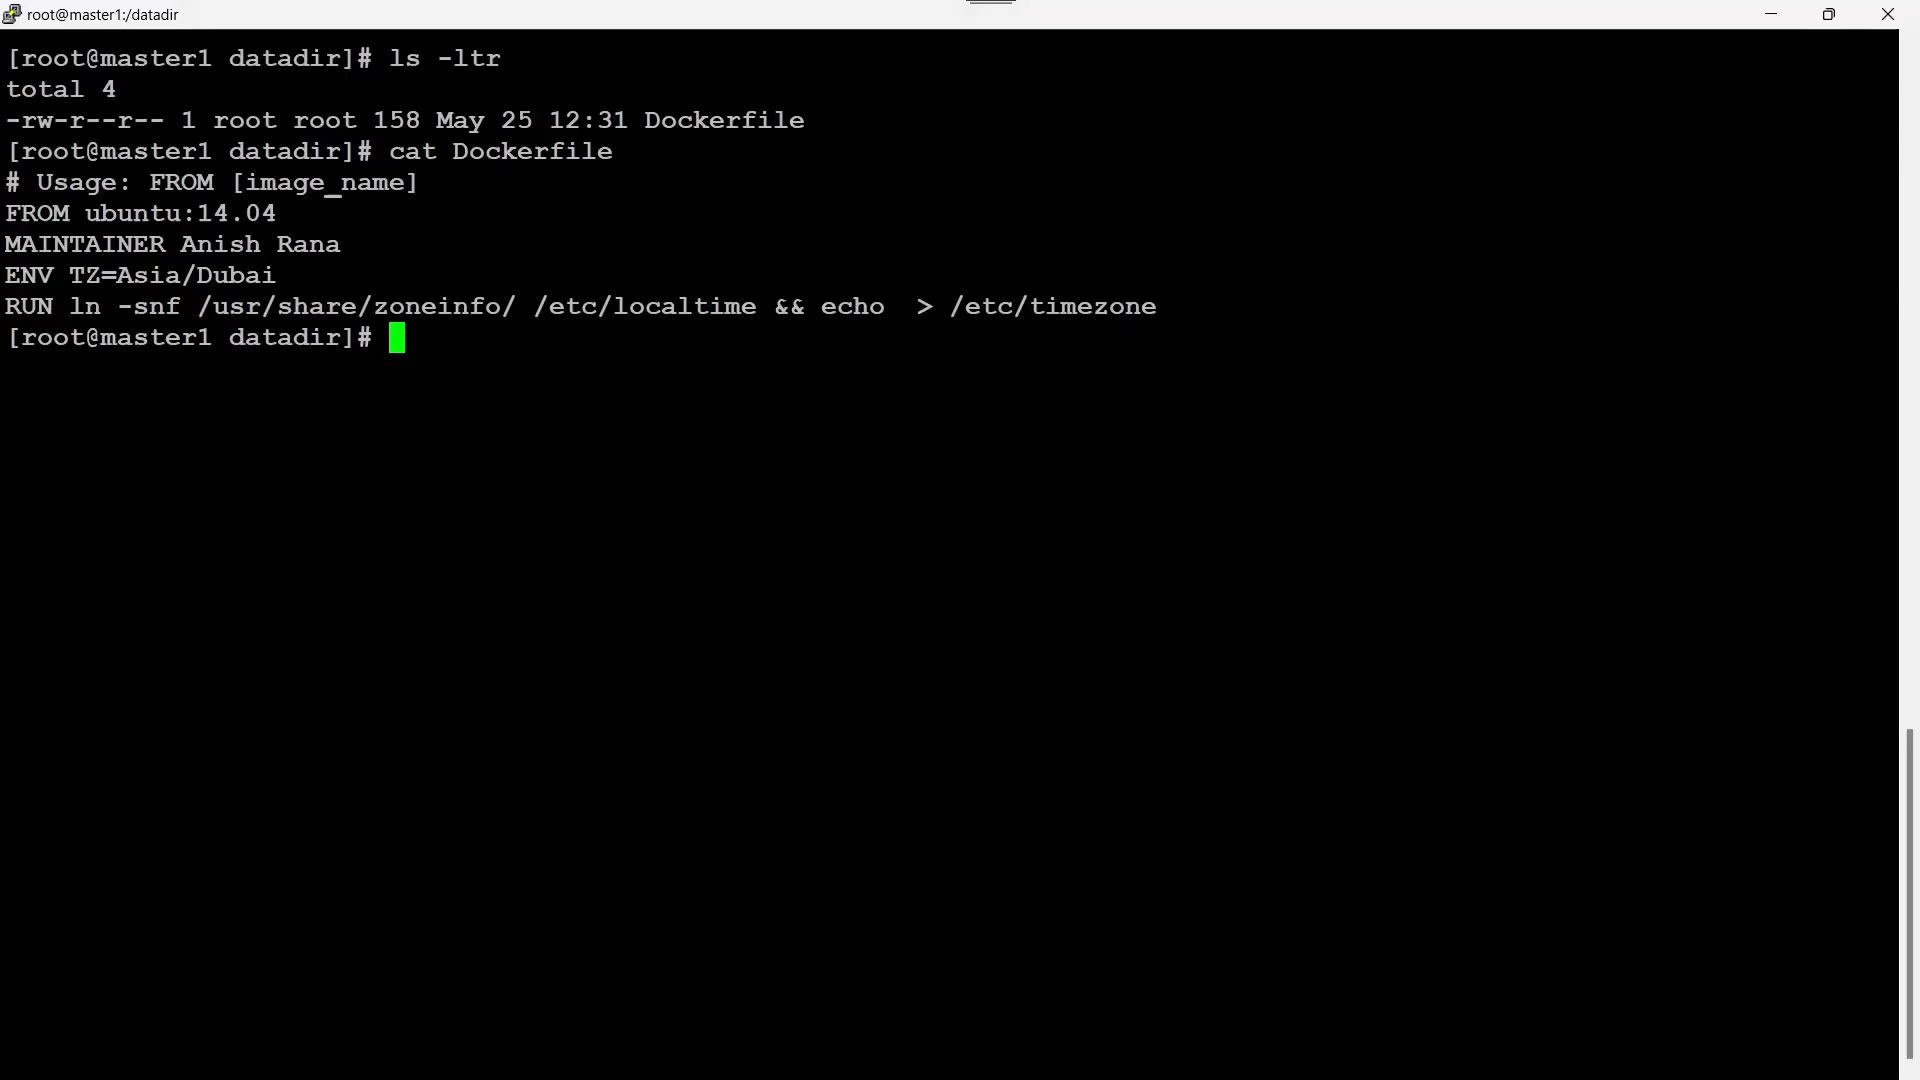 root@master1:/datadir
[root@master1 datadir]# ls -ltr
total 4
-rw-r--r-- 1 root root 158 May 25 12:31 Dockerfile
[root@master1 datadir]# cat Dockerfile
# Usage: FROM [image_name]
FROM ubuntu:14.04
MAINTAINER Anish Rana
ENV TZ=Asia/Dubai
RUN ln -snf /usr/share/zoneinfo/ /etc/localtime && echo  > /etc/timezone
[root@master1 datadir]#